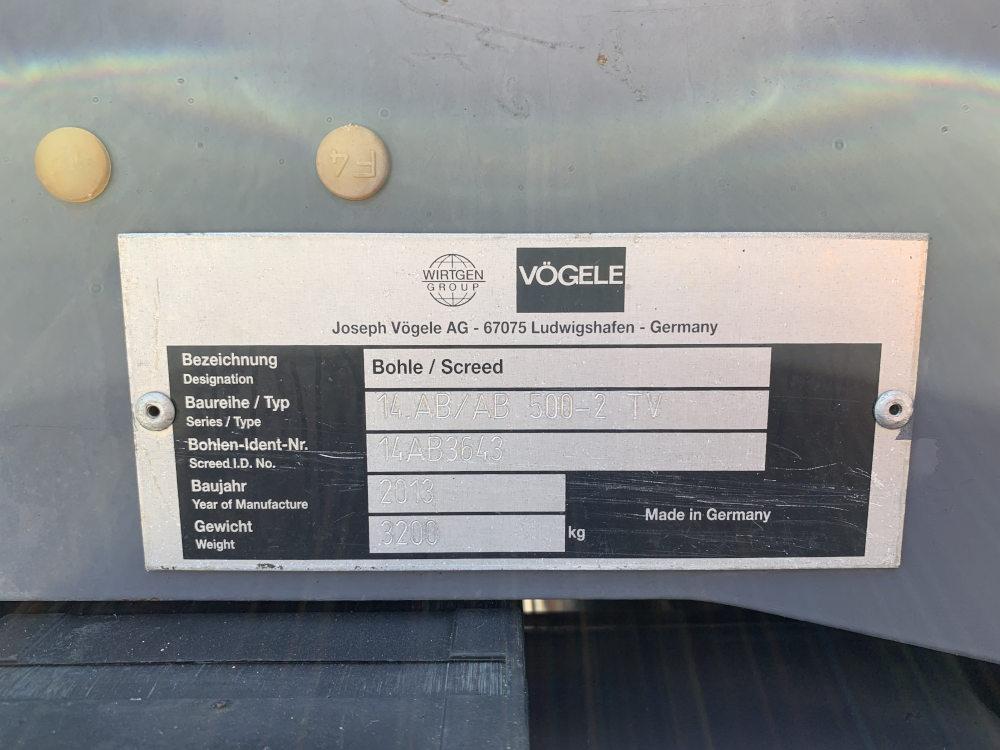 F4
WIRTGEN
GROUP
VÖGELE
Joseph Vögele AG - 67075 Ludwigshafen - Germany
Bezeichnung
Designation
Bohle / Screed
Baureihe / Typ
Series / Type
14.AB/AB 500-2 TV
Bohlen-Ident-Nr.
Screed I.D. No.
14AB3643
Baujahr
Year of Manufacture
2013
Gewicht
Weight
3200
kg
Made in Germany